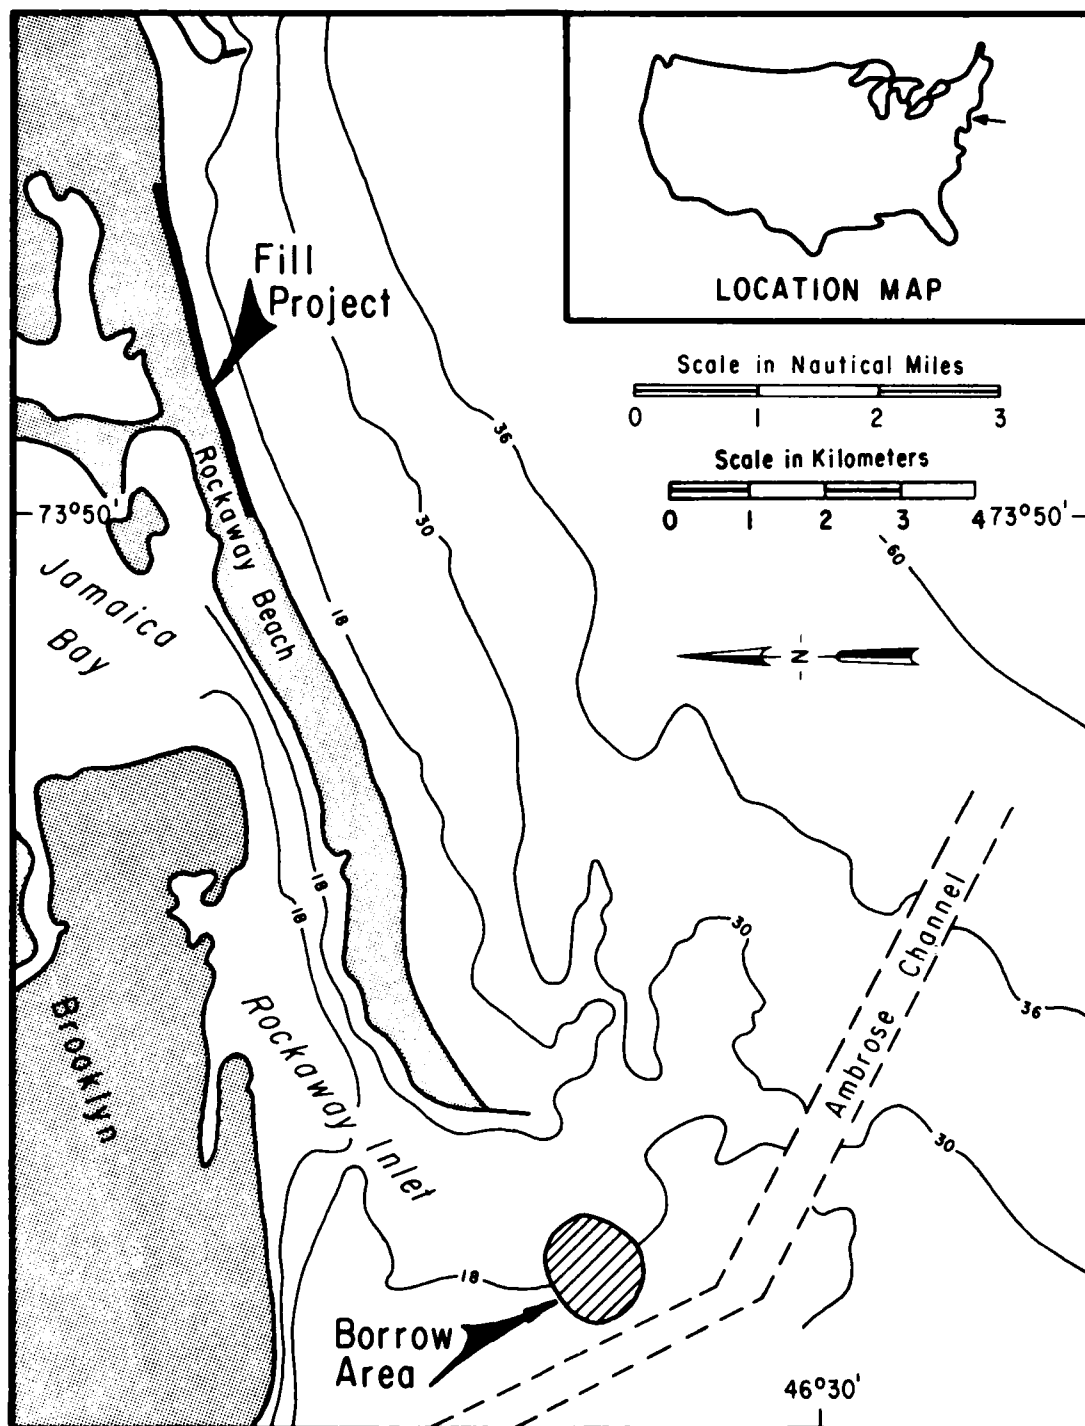 LOCATION MAP
Fill
Project
Scale in Nautical Miles
0 1 2 3
Scale in Kilometers
0 1 2 3 4
73°50'
73°50'
36
30
18
60
N
Rockaway Beach
Jamaica
Bay
18
18
30
36
30
18
Ambrose Channel
Brooklyn
Rockaway Inlet
Borrow
Area
46°30'